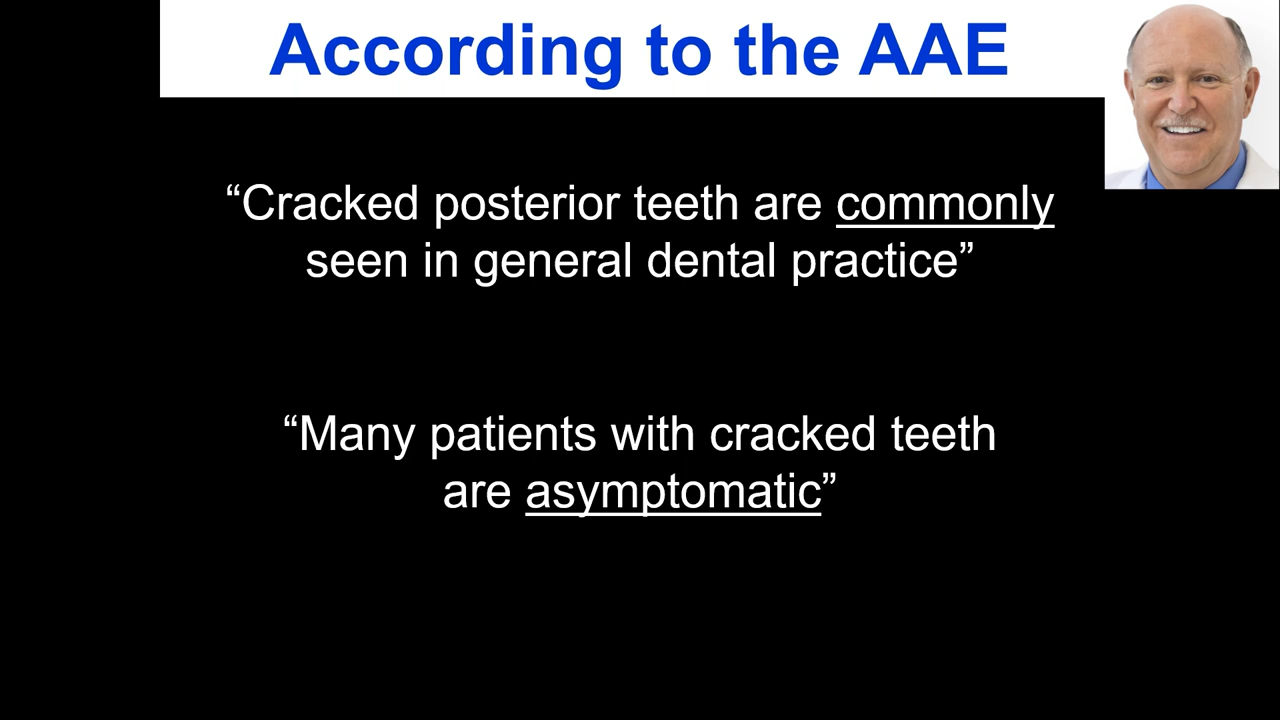 According to the AAE
“Cracked posterior teeth are commonly
seen in general dental practice”
“Many patients with cracked teeth
are asymptomatic”